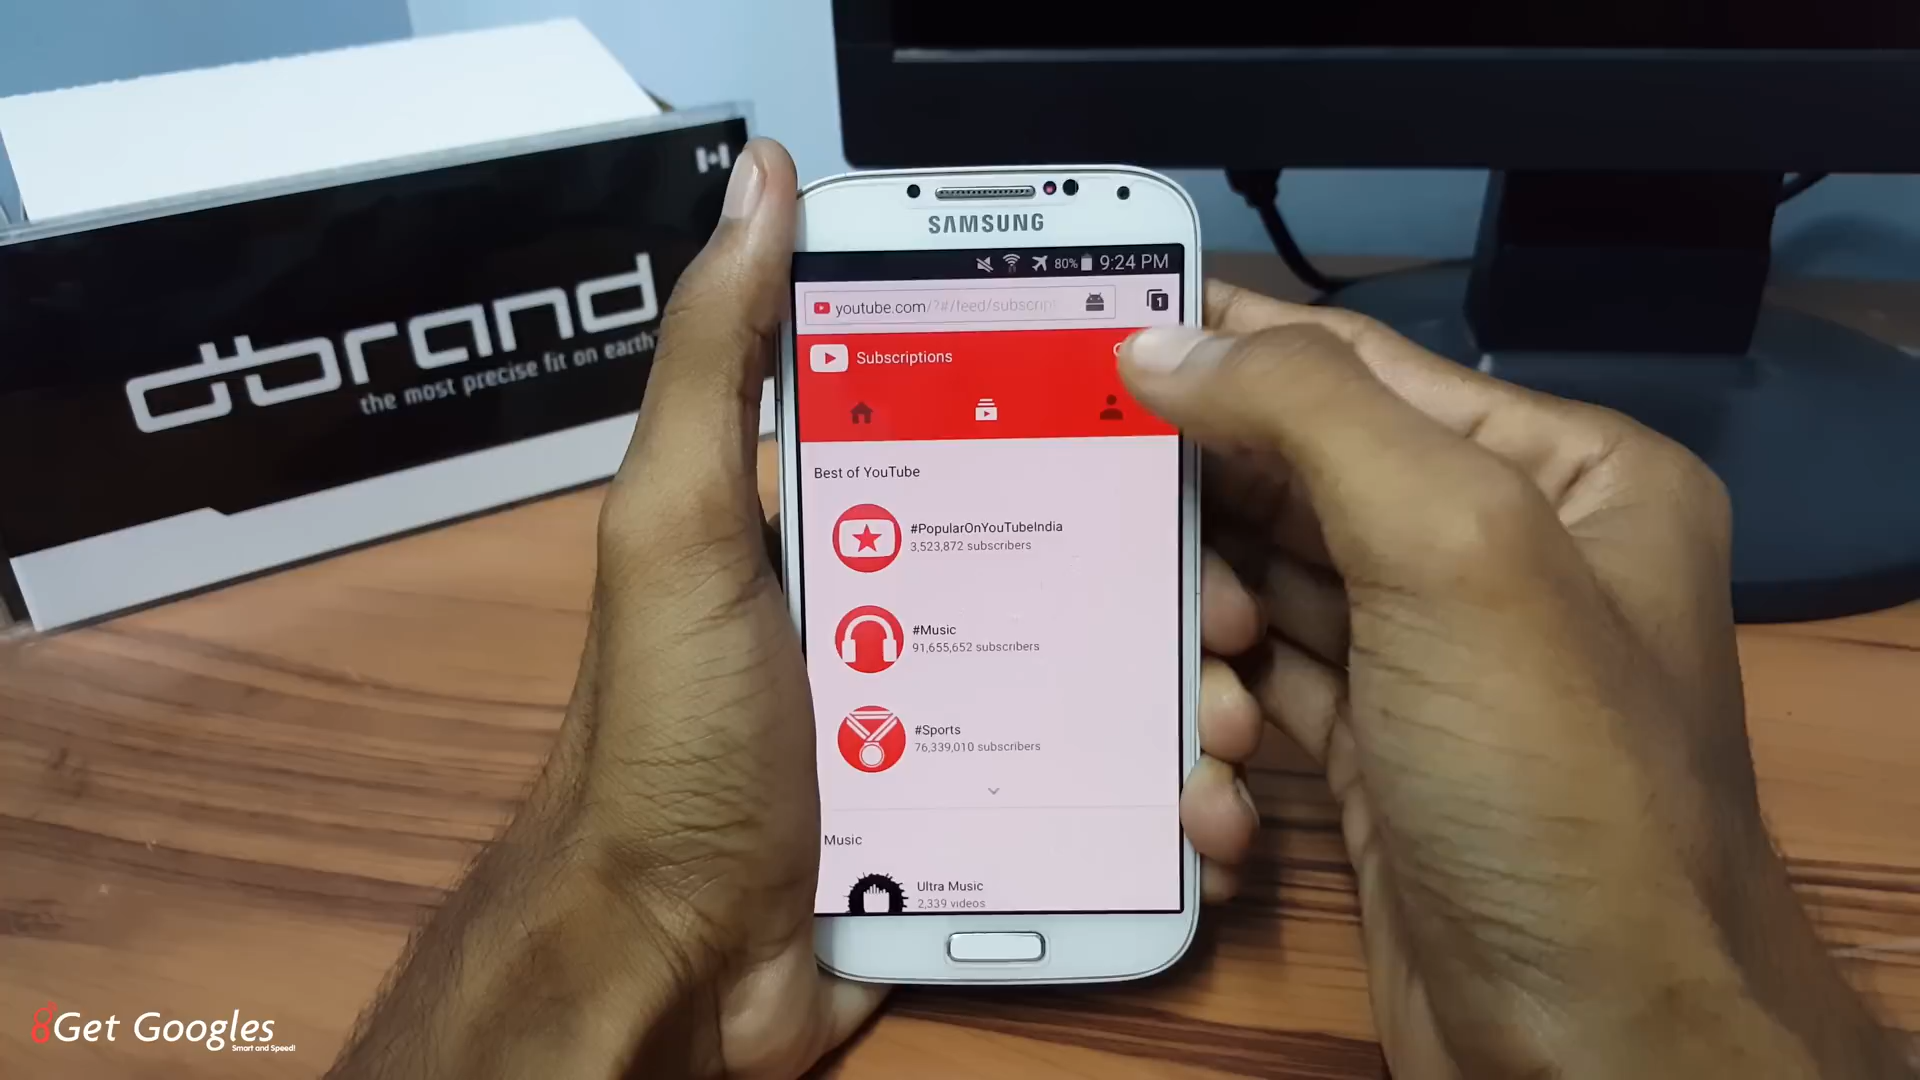 dbrand
the most precise fit on earth
SAMSUNG
80% 9:24 PM
youtube.com/?#/feed/subscript
1
Subscriptions
Best of YouTube
#PopularOnYouTubeIndia
3,523,872 subscribers
#Music
91,655,652 subscribers
#Sports
76,339,010 subscribers
Music
Ultra Music
2,339 videos
Get Googles
Smart and Speed!